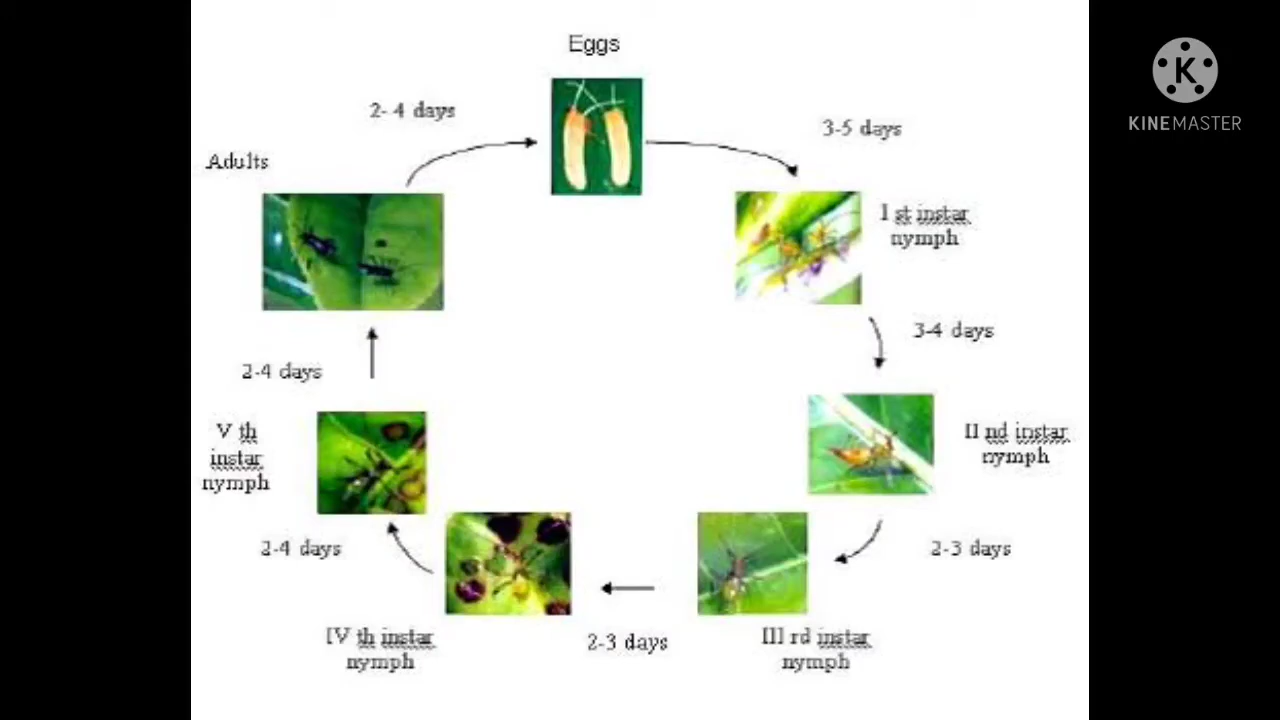 Eggs
2- 4 days
3-5 days
Adults
I st instar
nymph
3-4 days
2-4 days
V th
instar
nymph
II nd instar
nymph
2-4 days
2-3 days
IV th instar
nymph
2-3 days
III rd instar
nymph
K
KINEMASTER